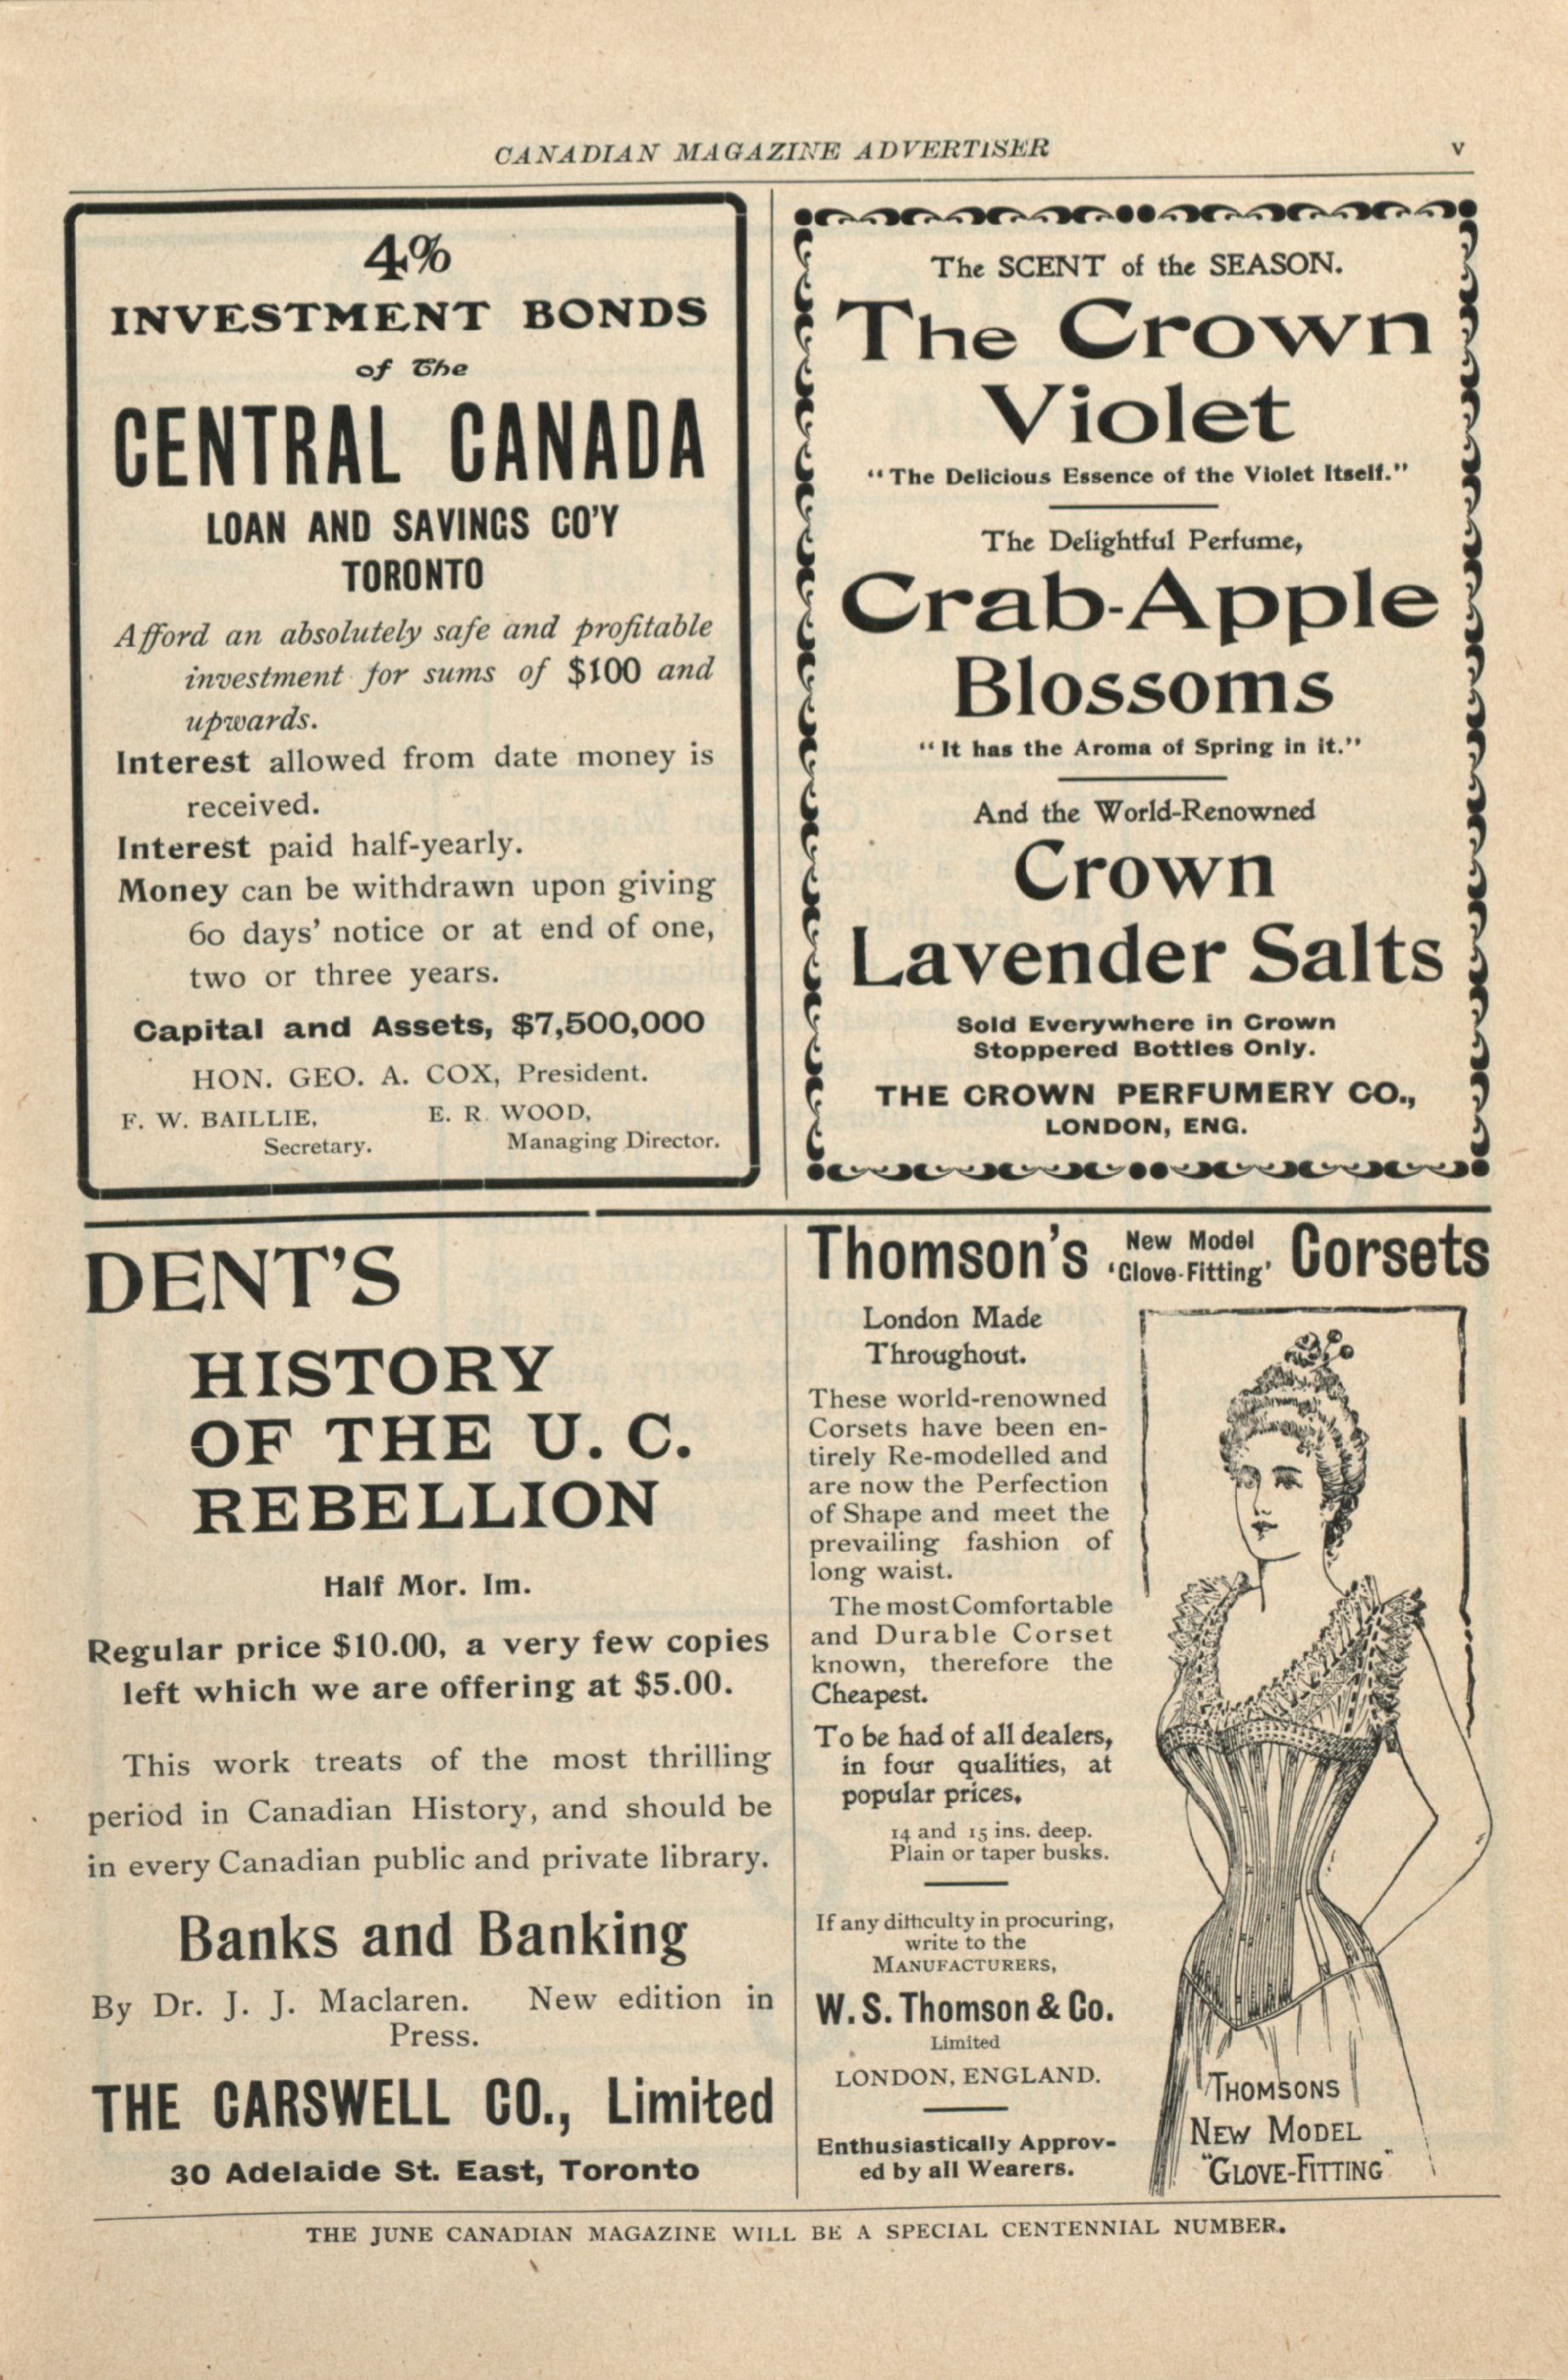 CANADIAN MAGAZINE ADVERTISER
v
4%
INVESTMENT BONDS
of The
CENTRAL CANADA
LOAN AND SAVINGS CO'Y
TORONTO
Afford an absolutely safe and profitable
investment for sums of $100 and
upwards.
Interest allowed from date money is
received.
Interest paid half-yearly.
Money can be withdrawn upon giving
60 days' notice or at end of one,
two or three years.
Capital and Assets, $7,500,000
HON. GEO. A. COX, President.
F. W. BAILLIE,
Secretary.
E. R. WOOD,
Managing Director.
The SCENT of the SEASON.
The Crown
Violet
"The Delicious Essence of the Violet Itself."
The Delightful Perfume,
Crab-Apple
Blossoms
"It has the Aroma of Spring in it."
And the World-Renowned
Crown
Lavender Salts
Sold Everywhere in Crown
Stoppered Bottles Only.
THE CROWN PERFUMERY CO.,
LONDON, ENG.
DENT'S
HISTORY
OF THE U. C.
REBELLION
Half Mor. Im.
Regular price $10.00, a very few copies
left which we are offering at $5.00.
This work treats of the most thrilling
period in Canadian History, and should be
in every Canadian public and private library.
Banks and Banking
By Dr. J. J. Maclaren. New edition in
Press.
THE CARSWELL CO., Limited
30 Adelaide St. East, Toronto
Thomson's New Model 'Glove-Fitting' Corsets
London Made
Throughout.
These world-renowned
Corsets have been en-
tirely Re-modelled and
are now the Perfection
of Shape and meet the
prevailing fashion of
long waist.
The most Comfortable
and Durable Corset
known, therefore the
Cheapest.
To be had of all dealers,
in four qualities, at
popular prices.
14 and 15 ins. deep.
Plain or taper busks.
If any difficulty in procuring,
write to the
MANUFACTURERS,
W. S. Thomson & Co.
Limited
LONDON, ENGLAND.
Enthusiastically Approv-
ed by all Wearers.
THOMSONS
NEW MODEL
"GLOVE-FITTING"
THE JUNE CANADIAN MAGAZINE WILL BE A SPECIAL CENTENNIAL NUMBER.